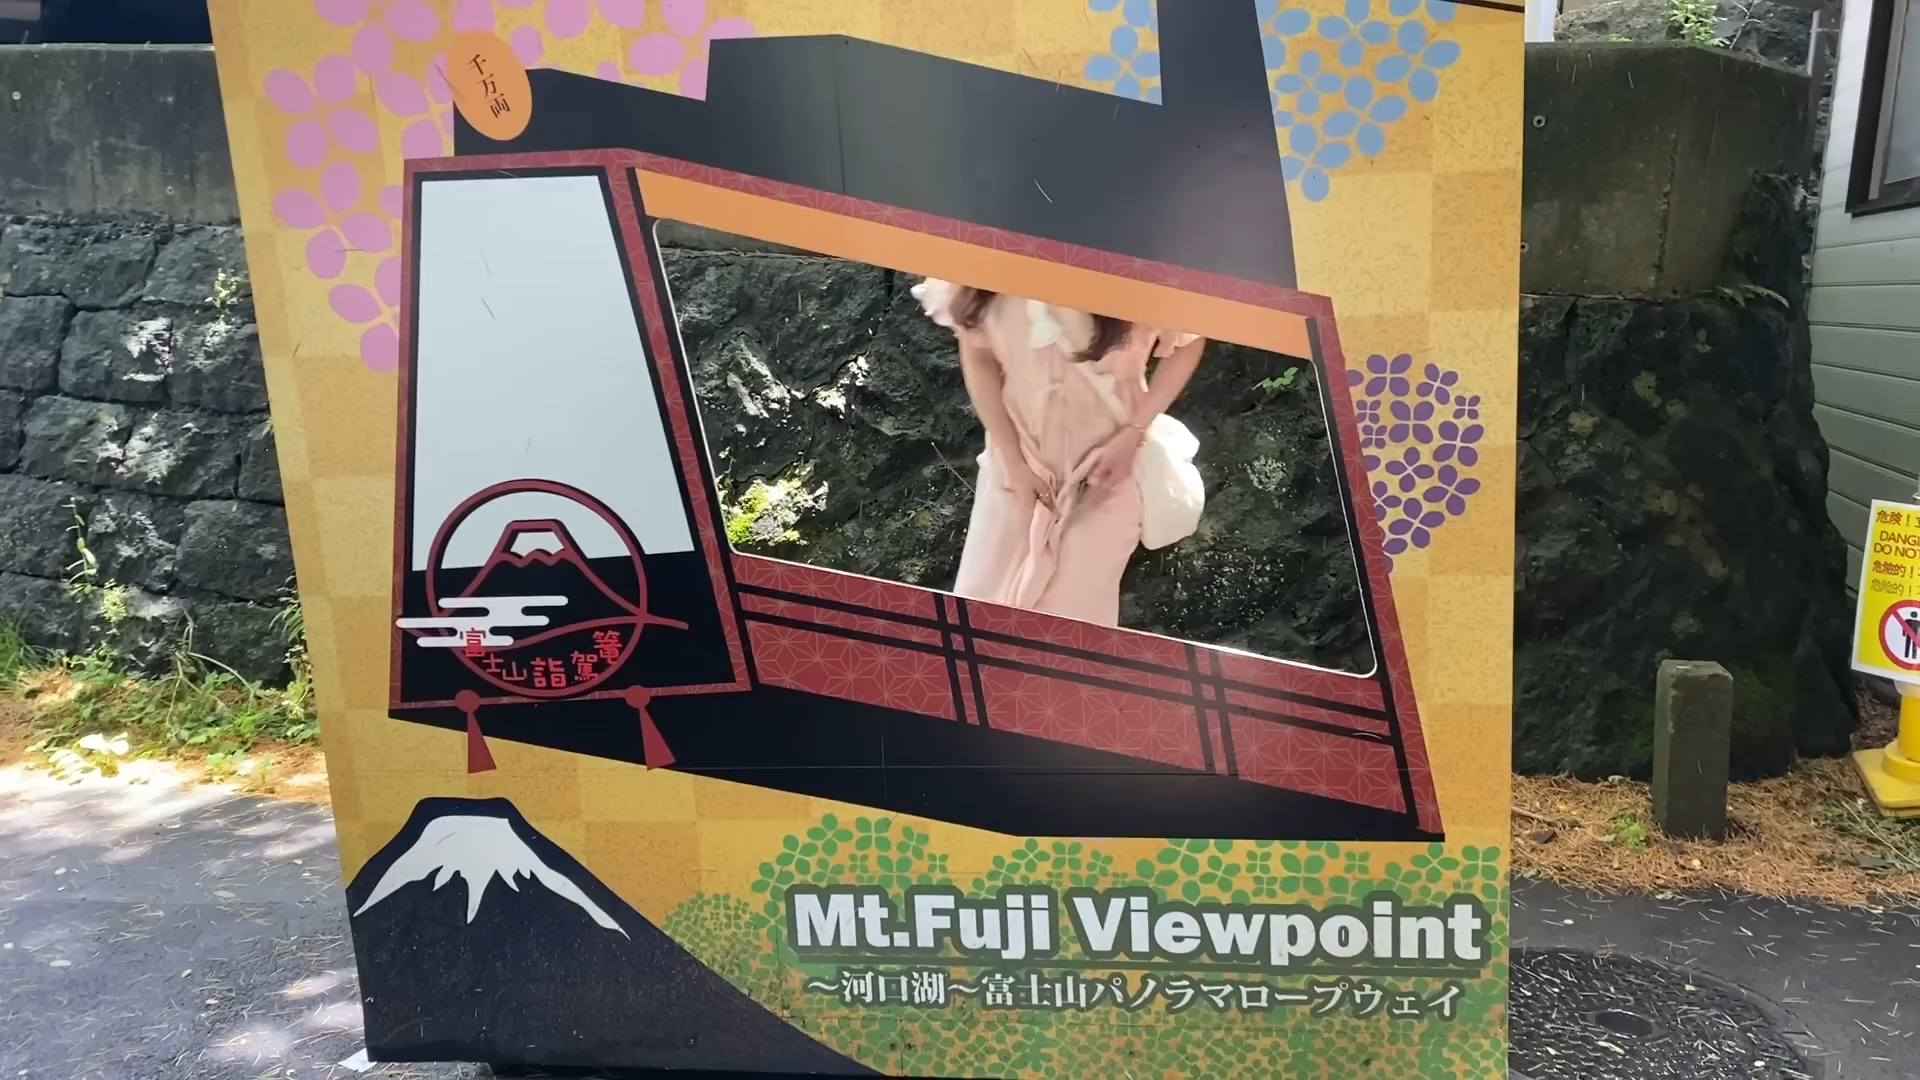 千万両
富士山詣駕篭
Mt.Fuji Viewpoint
～河口湖～富士山パノラマロープウェイ
危険！
DANG
DO NO
危險的！